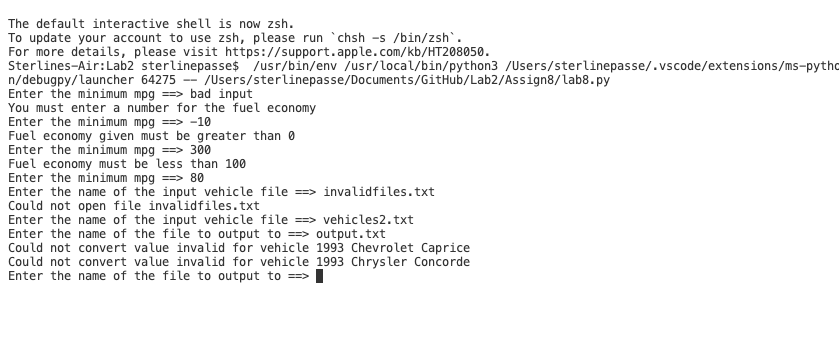 The default interactive shell is now zsh.
To update your account to use zsh, please run `chsh -s /bin/zsh`.
For more details, please visit https://support.apple.com/kb/HT208050.
Sterlines-Air:Lab2 sterlinepasse$  /usr/bin/env /usr/local/bin/python3 /Users/sterlinepasse/.vscode/extensions/ms-pytho
n/debugpy/launcher 64275 -- /Users/sterlinepasse/Documents/GitHub/Lab2/Assign8/lab8.py
Enter the minimum mpg ==> bad input
You must enter a number for the fuel economy
Enter the minimum mpg ==> -10
Fuel economy given must be greater than 0
Enter the minimum mpg ==> 300
Fuel economy must be less than 100
Enter the minimum mpg ==> 80
Enter the name of the input vehicle file ==> invalidfiles.txt
Could not open file invalidfiles.txt
Enter the name of the input vehicle file ==> vehicles2.txt
Enter the name of the file to output to ==> output.txt
Could not convert value invalid for vehicle 1993 Chevrolet Caprice
Could not convert value invalid for vehicle 1993 Chrysler Concorde
Enter the name of the file to output to ==>